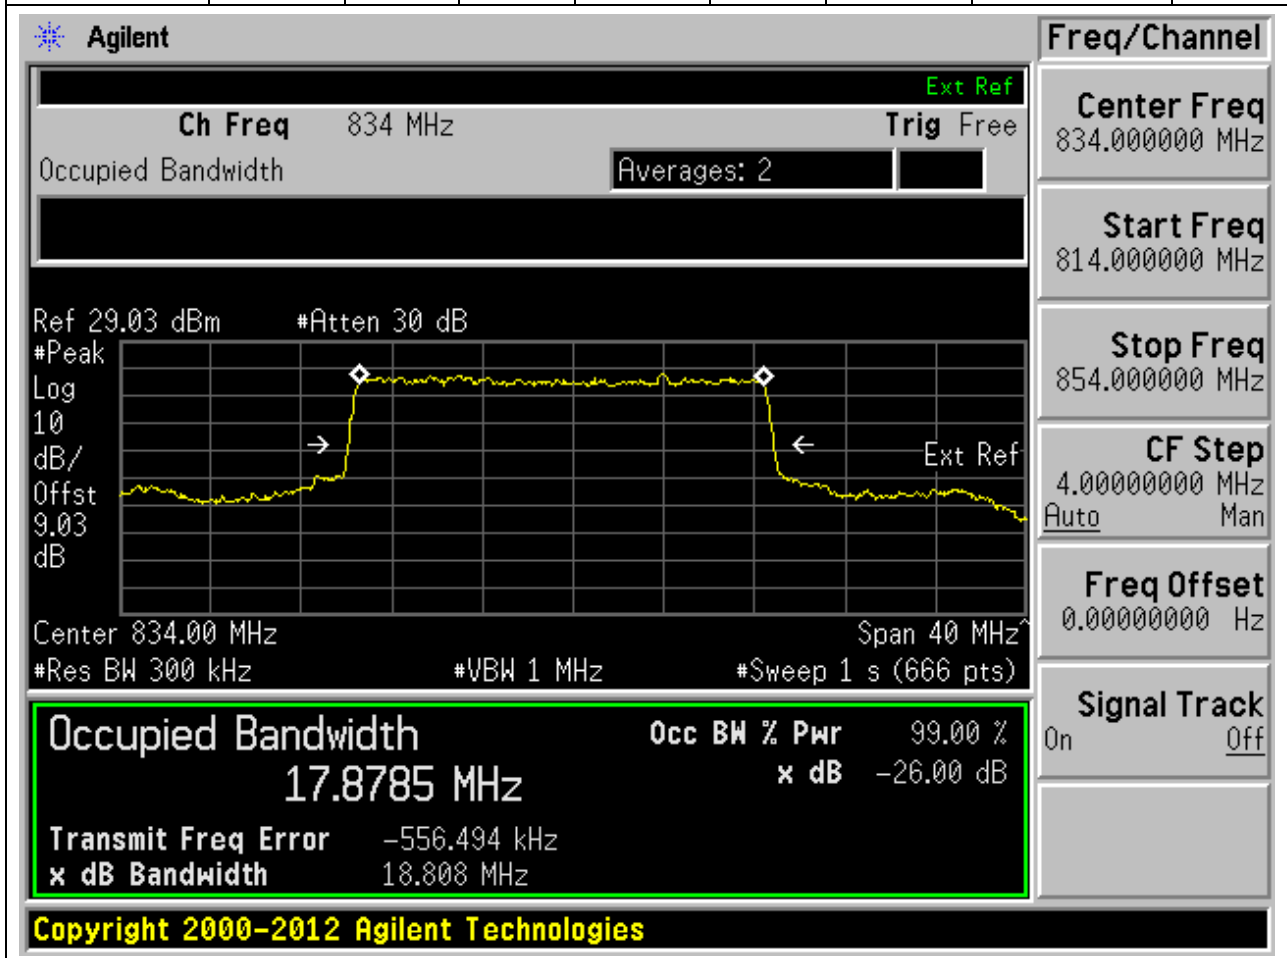 Agilent
Freq/Channel
Ext Ref
Ch Freq 834 MHz Trig Free
Occupied Bandwidth Averages: 2
Center Freq
834.000000 MHz
Start Freq
814.000000 MHz
Stop Freq
854.000000 MHz
CF Step
4.00000000 MHz
Auto Man
Freq Offset
0.00000000 Hz
Signal Track
On Off
Ref 29.03 dBm #Atten 30 dB
#Peak
Log
10
dB/
Offst
9.03
dB
Ext Ref
Center 834.00 MHz Span 40 MHz^
#Res BW 300 kHz #VBW 1 MHz #Sweep 1 s (666 pts)
Occupied Bandwidth
17.8785 MHz
Occ BW % Pwr 99.00 %
x dB -26.00 dB
Transmit Freq Error -556.494 kHz
x dB Bandwidth 18.808 MHz
Copyright 2000-2012 Agilent Technologies